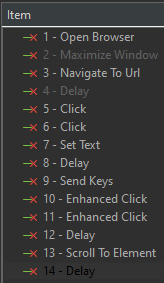 Item
1 - Open Browser
2 - Maximize Window
3 - Navigate To Url
4 - Delay
5 - Click
6 - Click
7 - Set Text
8 - Delay
9 - Send Keys
10 - Enhanced Click
11 - Enhanced Click
12 - Delay
13 - Scroll To Element
14 - Delay